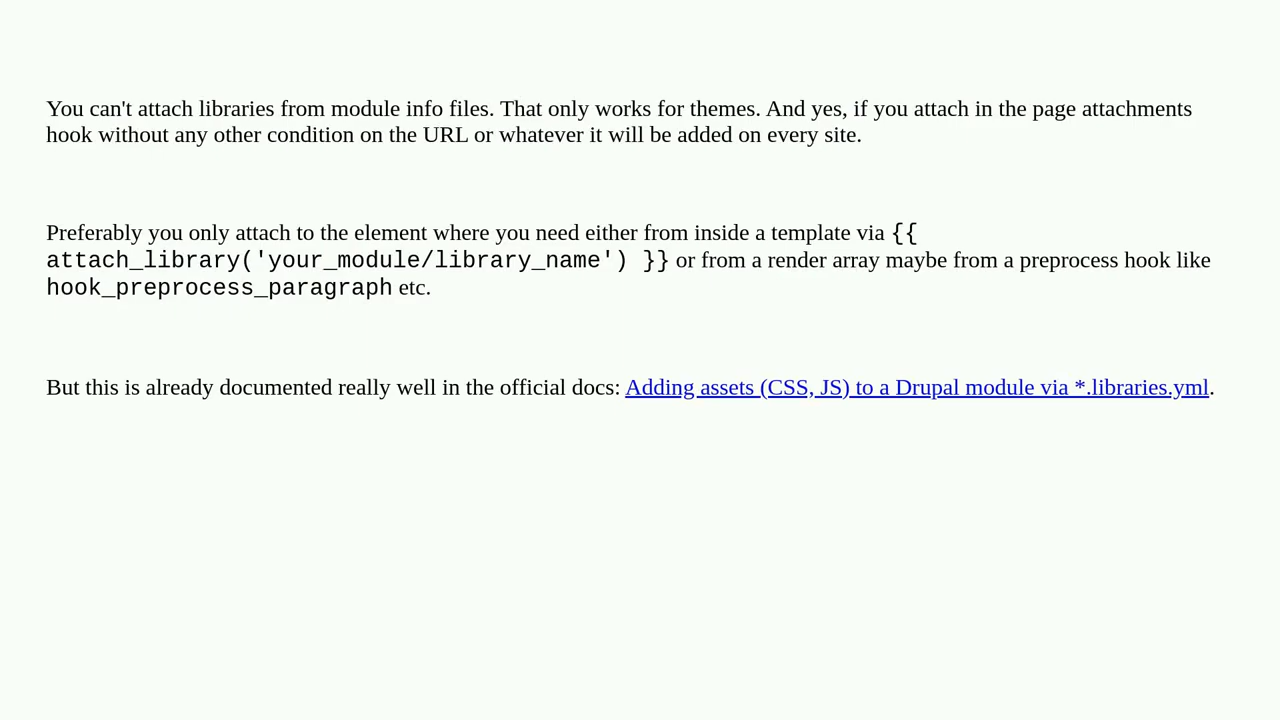 You can't attach libraries from module info files. That only works for themes. And yes, if you attach in the page attachments
hook without any other condition on the URL or whatever it will be added on every site.
Preferably you only attach to the element where you need either from inside a template via {{
attach_library('your_module/library_name') }} or from a render array maybe from a preprocess hook like
hook_preprocess_paragraph etc.
But this is already documented really well in the official docs: Adding assets (CSS, JS) to a Drupal module via *.libraries.yml.